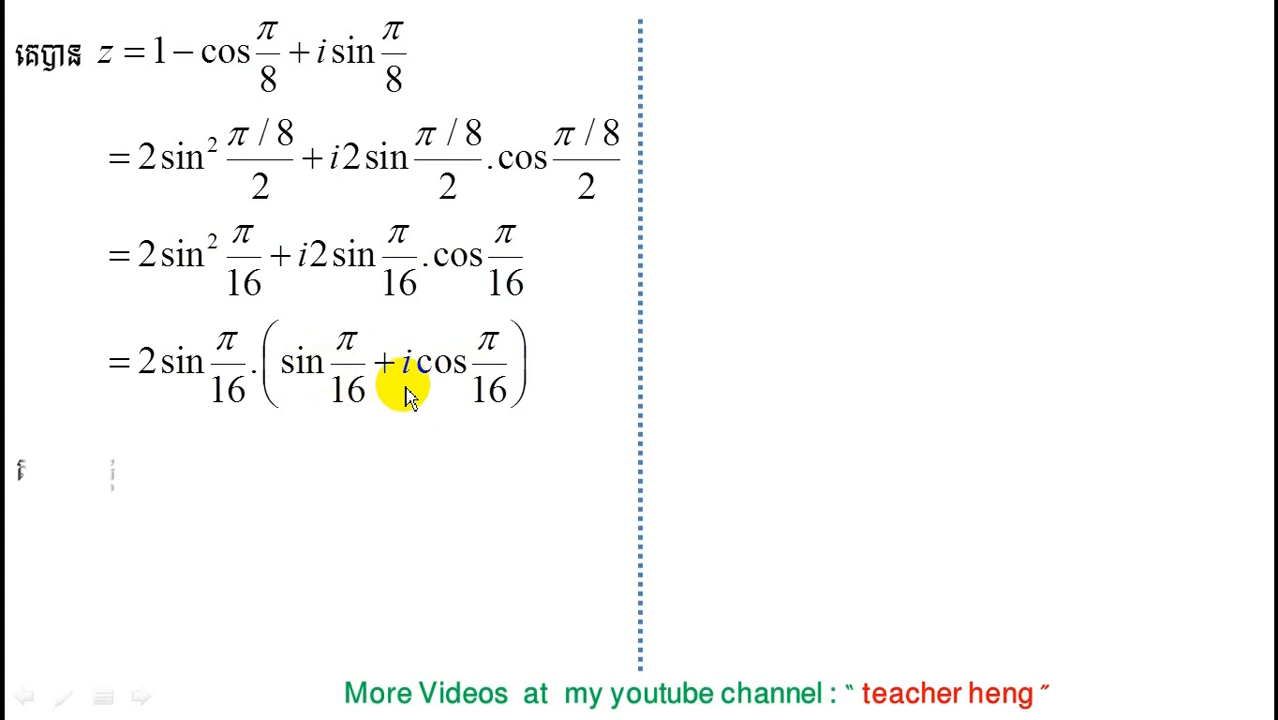 គេបាន z = 1 − cos π/8 + i sin π/8
= 2 sin² (π/8)/2 + i2 sin (π/8)/2 . cos (π/8)/2
= 2 sin² π/16 + i2 sin π/16 . cos π/16
= 2 sin π/16 . ( sin π/16 + i cos π/16 )
More Videos at my youtube channel : “ teacher heng ”